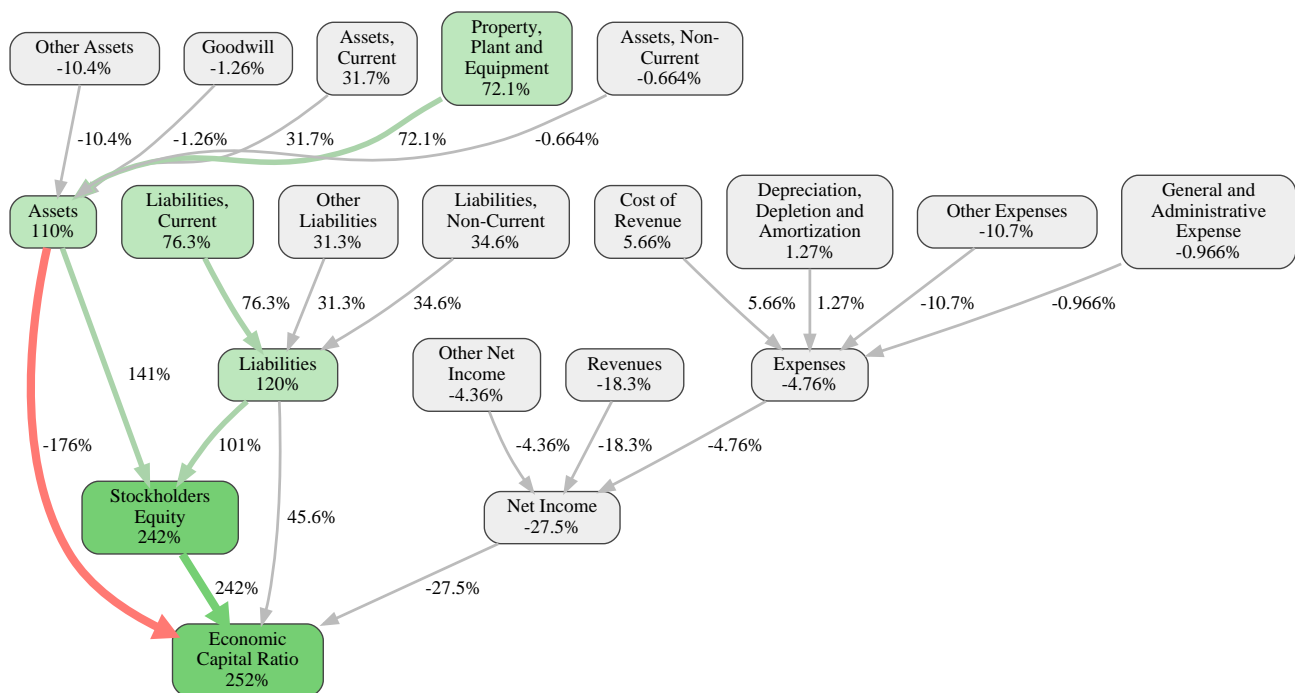 Other Assets
-10.4%
Goodwill
-1.26%
Assets,
Current
31.7%
Property,
Plant and
Equipment
72.1%
Assets, Non-
Current
-0.664%
-10.4%
-1.26%
31.7%
72.1%
-0.664%
Assets
110%
Liabilities,
Current
76.3%
Other
Liabilities
31.3%
Liabilities,
Non-Current
34.6%
Cost of
Revenue
5.66%
Depreciation,
Depletion and
Amortization
1.27%
Other Expenses
-10.7%
General and
Administrative
Expense
-0.966%
76.3%
31.3%
34.6%
5.66%
1.27%
-10.7%
-0.966%
Liabilities
120%
Other Net
Income
-4.36%
Revenues
-18.3%
Expenses
-4.76%
141%
-176%
101%
-4.36%
-18.3%
-4.76%
Stockholders
Equity
242%
45.6%
Net Income
-27.5%
242%
-27.5%
Economic
Capital Ratio
252%